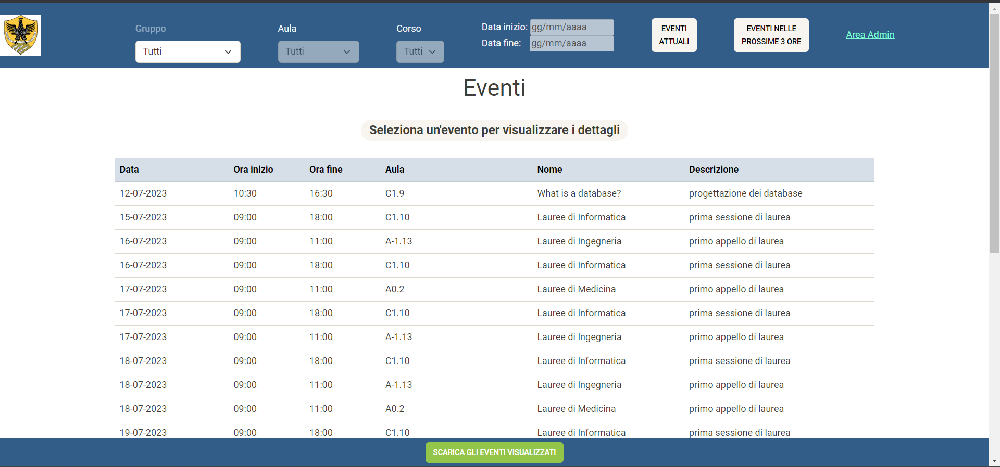 Gruppo
Tutti
Aula
Tutti
Corso
Tutti
Data inizio: gg/mm/aaaa
Data fine: gg/mm/aaaa
EVENTI
ATTUALI
EVENTI NELLE
PROSSIME 3 ORE
Area Admin
Eventi
Seleziona un'evento per visualizzare i dettagli
Data Ora inizio Ora fine Aula Nome Descrizione
12-07-2023 10:30 16:30 C1.9 What is a database? progettazione dei database
15-07-2023 09:00 18:00 C1.10 Lauree di Informatica prima sessione di laurea
16-07-2023 09:00 11:00 A-1.13 Lauree di Ingegneria primo appello di laurea
16-07-2023 09:00 18:00 C1.10 Lauree di Informatica prima sessione di laurea
17-07-2023 09:00 11:00 A0.2 Lauree di Medicina primo appello di laurea
17-07-2023 09:00 18:00 C1.10 Lauree di Informatica prima sessione di laurea
17-07-2023 09:00 11:00 A-1.13 Lauree di Ingegneria primo appello di laurea
18-07-2023 09:00 18:00 C1.10 Lauree di Informatica prima sessione di laurea
18-07-2023 09:00 11:00 A-1.13 Lauree di Ingegneria primo appello di laurea
18-07-2023 09:00 11:00 A0.2 Lauree di Medicina primo appello di laurea
19-07-2023 09:00 18:00 C1.10 Lauree di Informatica prima sessione di laurea
SCARICA GLI EVENTI VISUALIZZATI